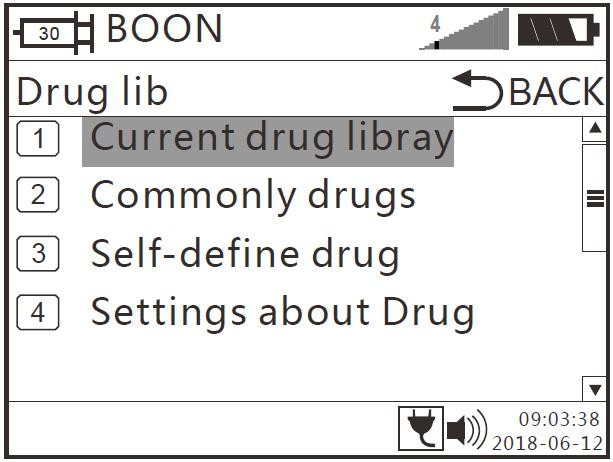 30 BOON 4
Drug lib BACK
1 Current drug libray
2 Commonly drugs
3 Self-define drug
4 Settings about Drug
09:03:38
2018-06-12